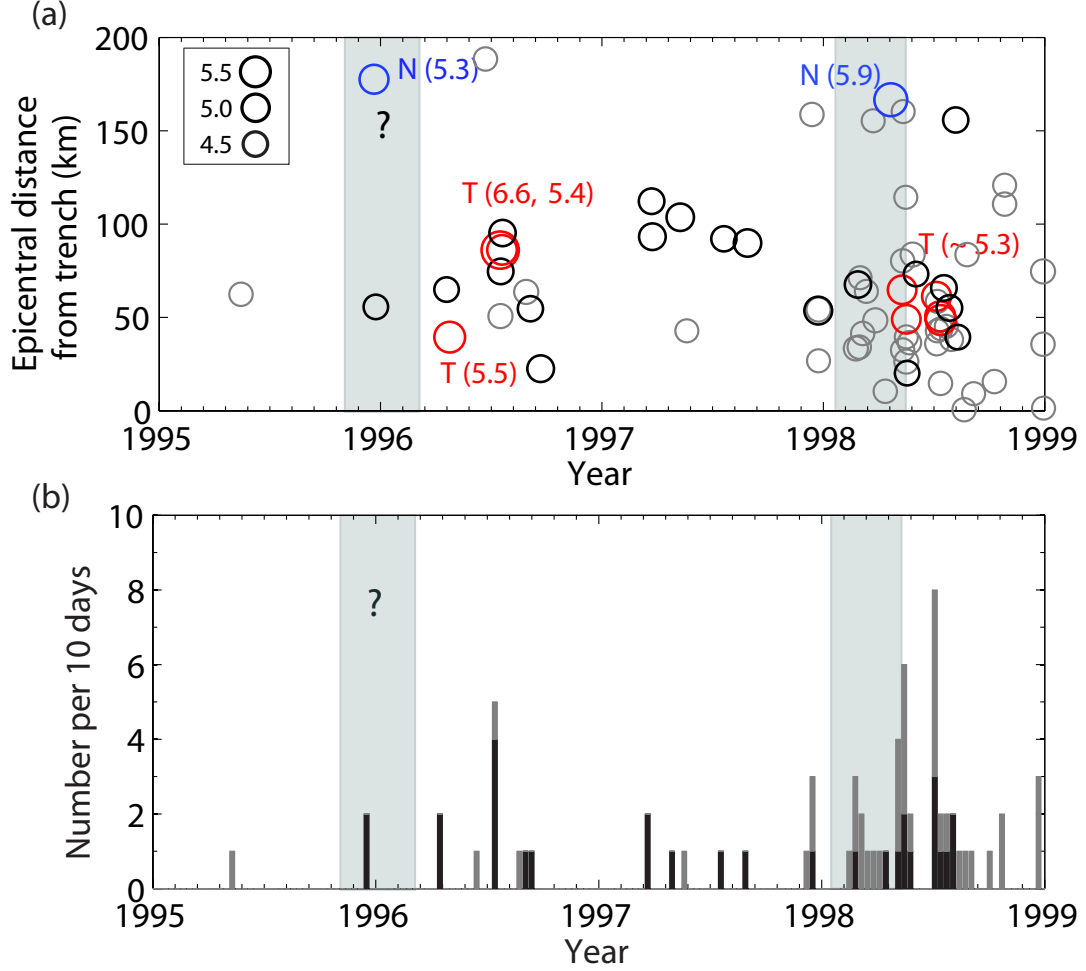 (a)
200
150
100
50
0
Epicentral distance
from trench (km)
5.5
5.0
4.5
N (5.3)
?
N (5.9)
T (6.6, 5.4)
T (~ 5.3)
T (5.5)
1995
1996
1997
1998
1999
Year
(b)
10
8
6
4
2
0
Number per 10 days
?
1995
1996
1997
1998
1999
Year